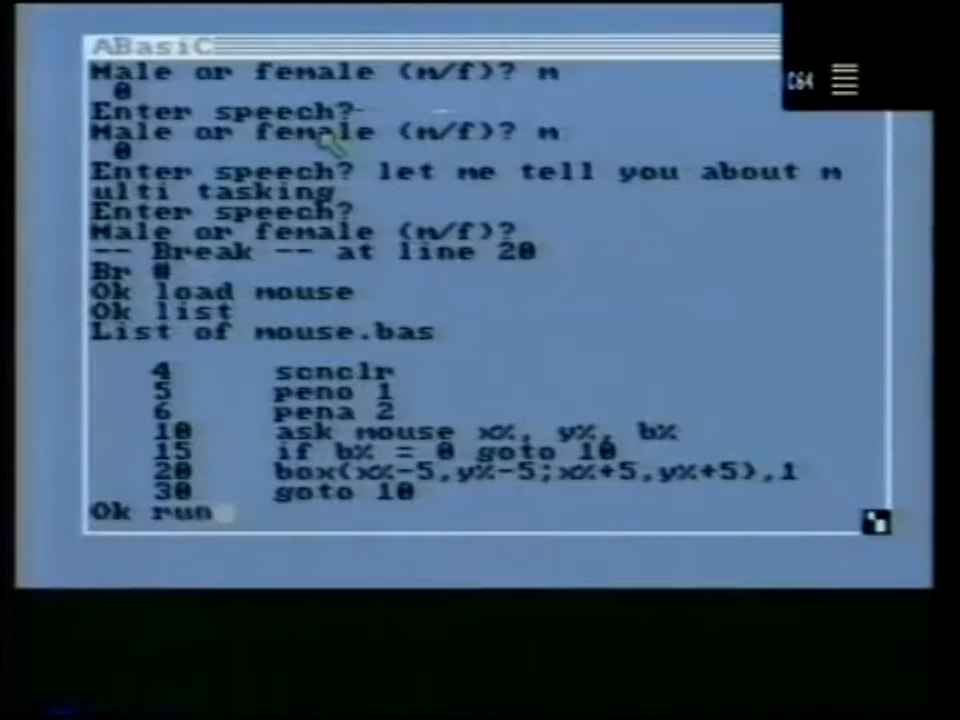 ABasiC
Male or female (m/f)? m
0
Enter speech?
Male or female (m/f)? m
0
Enter speech? let me tell you about m
ulti tasking
Enter speech?
Male or female (m/f)?
-- Break -- at line 20
Br #
Ok load mouse
Ok list
List of mouse.bas
4 scnclr
5 peno 1
6 pena 2
10 ask mouse x%, y%, b%
15 if b% = 0 goto 10
20 box(x%-5,y%-5;x%+5,y%+5),1
30 goto 10
Ok run
C64